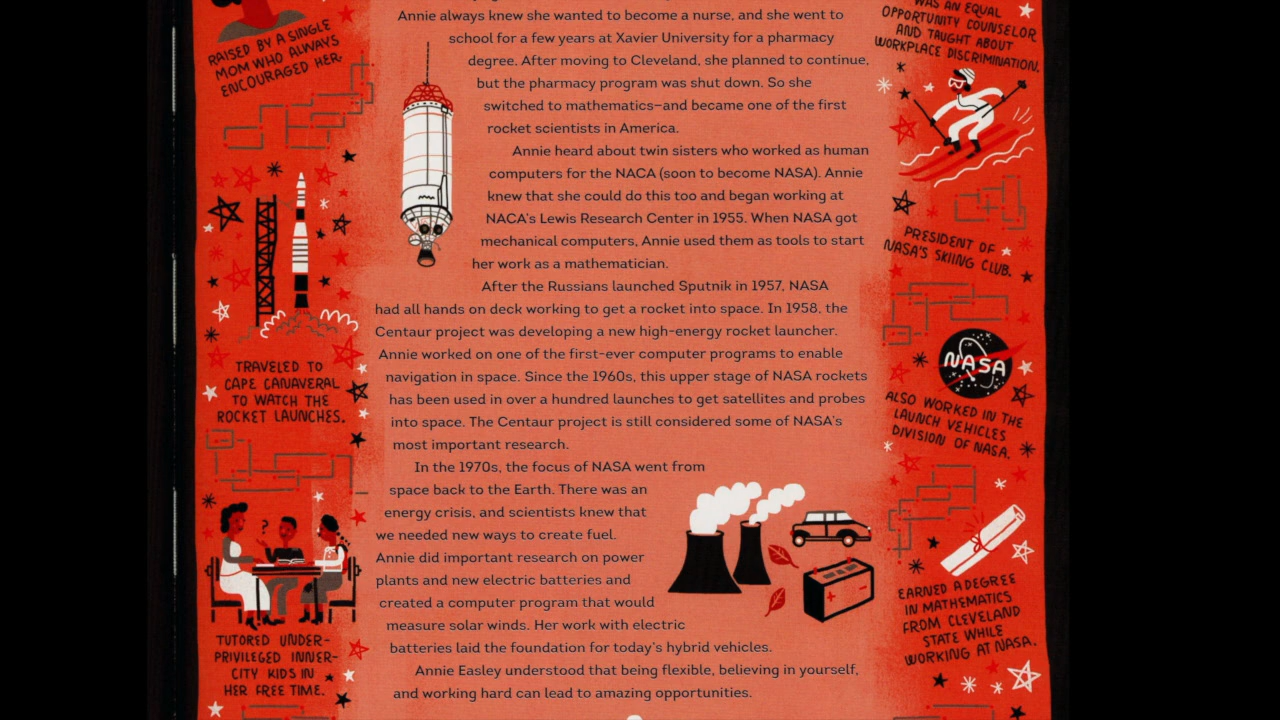 RAISED BY A SINGLE
MOM WHO ALWAYS
ENCOURAGED HER.
TRAVELED TO
CAPE CANAVERAL
TO WATCH THE
ROCKET LAUNCHES.
TUTORED UNDER-
PRIVILEGED INNER-
CITY KIDS IN
HER FREE TIME.
Annie always knew she wanted to become a nurse, and she went to
school for a few years at Xavier University for a pharmacy
degree. After moving to Cleveland, she planned to continue,
but the pharmacy program was shut down. So she
switched to mathematics—and became one of the first
rocket scientists in America.
Annie heard about twin sisters who worked as human
computers for the NACA (soon to become NASA). Annie
knew that she could do this too and began working at
NACA's Lewis Research Center in 1955. When NASA got
mechanical computers, Annie used them as tools to start
her work as a mathematician.
After the Russians launched Sputnik in 1957, NASA
had all hands on deck working to get a rocket into space. In 1958, the
Centaur project was developing a new high-energy rocket launcher.
Annie worked on one of the first-ever computer programs to enable
navigation in space. Since the 1960s, this upper stage of NASA rockets
has been used in over a hundred launches to get satellites and probes
into space. The Centaur project is still considered some of NASA's
most important research.
In the 1970s, the focus of NASA went from
space back to the Earth. There was an
energy crisis, and scientists knew that
we needed new ways to create fuel.
Annie did important research on power
plants and new electric batteries and
created a computer program that would
measure solar winds. Her work with electric
batteries laid the foundation for today's hybrid vehicles.
Annie Easley understood that being flexible, believing in yourself,
and working hard can lead to amazing opportunities.
WAS AN EQUAL
OPPORTUNITY COUNSELOR
AND TAUGHT ABOUT
WORKPLACE DISCRIMINATION.
PRESIDENT OF
NASA'S SKIING CLUB.
NASA
ALSO WORKED IN THE
LAUNCH VEHICLES
DIVISION OF NASA.
EARNED A DEGREE
IN MATHEMATICS
FROM CLEVELAND
STATE WHILE
WORKING AT NASA.